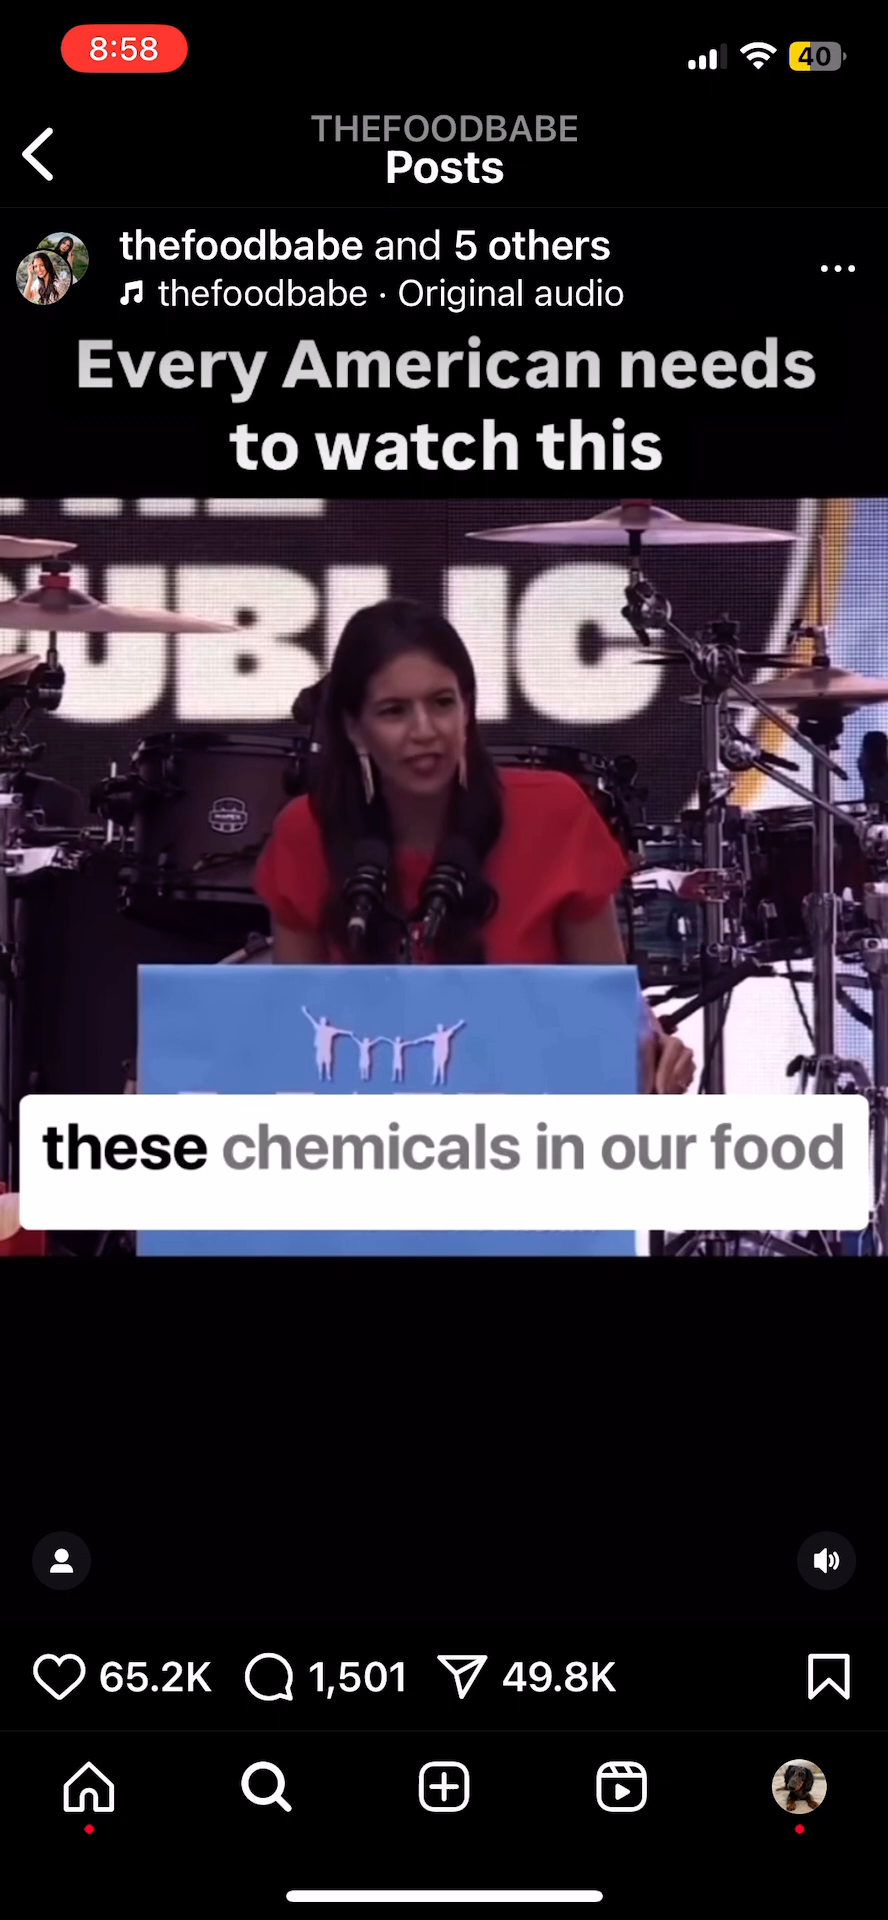 8:58
40
THEFOODBABE
Posts
thefoodbabe and 5 others
thefoodbabe · Original audio
Every American needs
to watch this
PUBLIC
these chemicals in our food
65.2K 1,501 49.8K